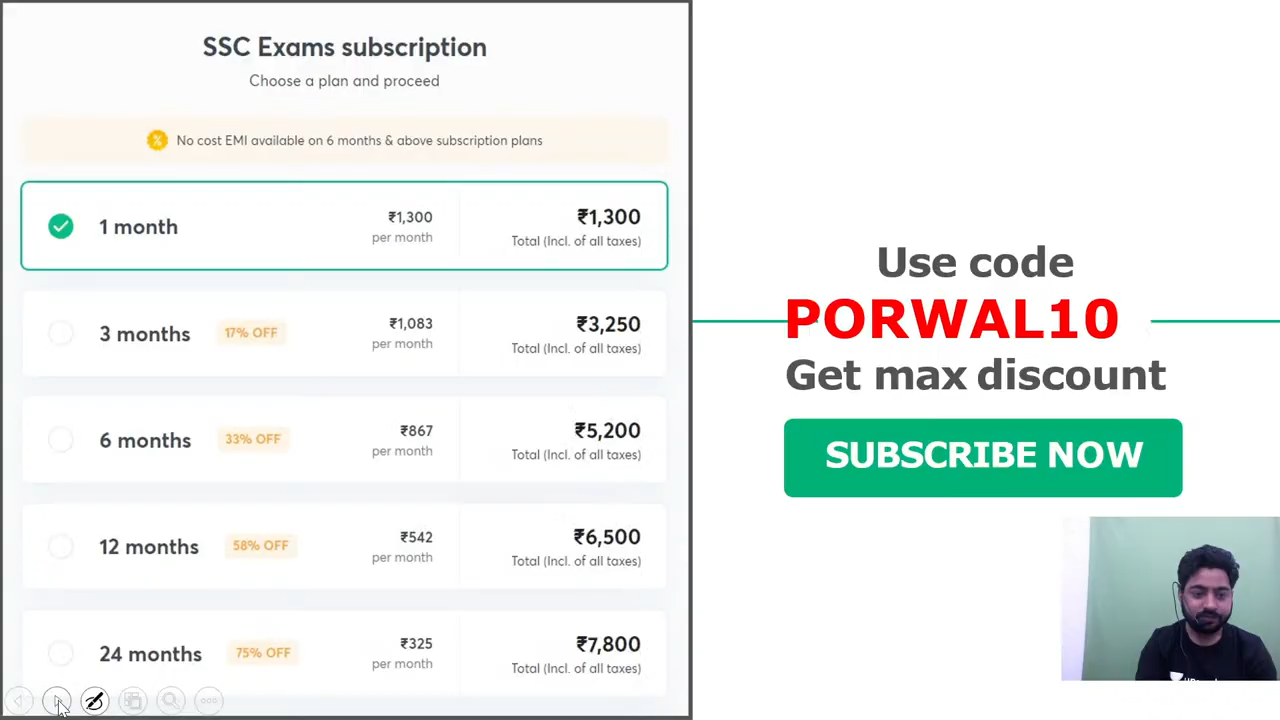 SSC Exams subscription
Choose a plan and proceed
No cost EMI available on 6 months & above subscription plans
1 month
₹1,300
per month
₹1,300
Total (Incl. of all taxes)
3 months
17% OFF
₹1,083
per month
₹3,250
Total (Incl. of all taxes)
6 months
33% OFF
₹867
per month
₹5,200
Total (Incl. of all taxes)
12 months
58% OFF
₹542
per month
₹6,500
Total (Incl. of all taxes)
24 months
75% OFF
₹325
per month
₹7,800
Total (Incl. of all taxes)
Use code
PORWAL10
Get max discount
SUBSCRIBE NOW